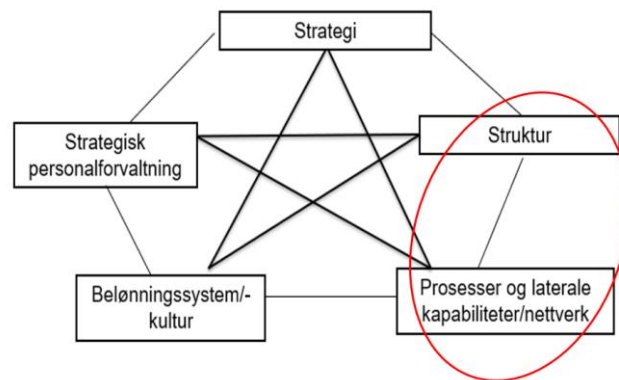 Strategi
Strategisk
personalforvaltning
Struktur
Belønningssystem/-
kultur
Prosesser og laterale
kapabiliteter/nettverk